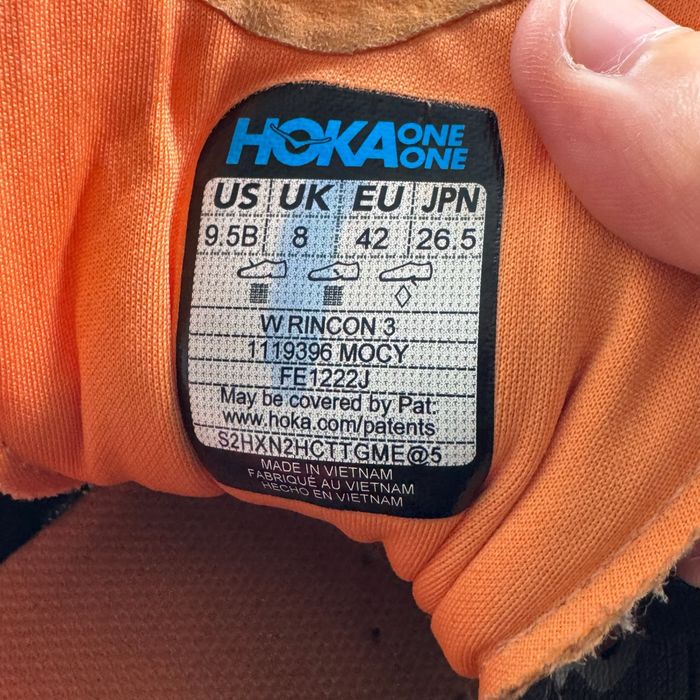 HOKA ONE ONE
US UK EU JPN
9.5B 8 42 26.5
W RINCON 3
1119396 MOCY
FE1222J
May be covered by Pat:
www.hoka.com/patents
S2HXN2HCTTGME@5
MADE IN VIETNAM
FABRIQUÉ AU VIETNAM
HECHO EN VIETNAM